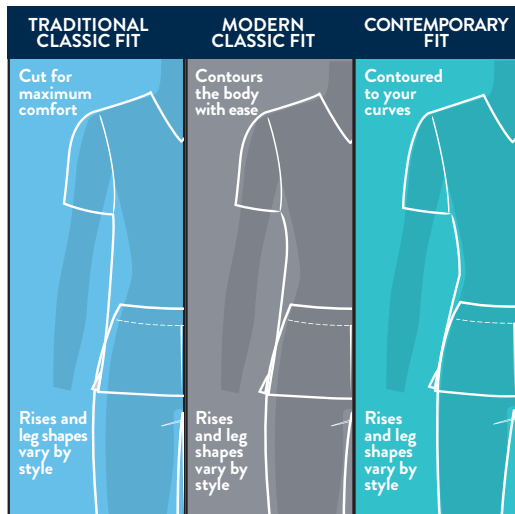 TRADITIONAL
CLASSIC FIT
Cut for
maximum
comfort
Rises and
leg shapes
vary by
style
MODERN
CLASSIC FIT
Contours
the body
with ease
Rises
and leg
shapes
vary by
style
CONTEMPORARY
FIT
Contoured
to your
curves
Rises
and leg
shapes
vary by
style